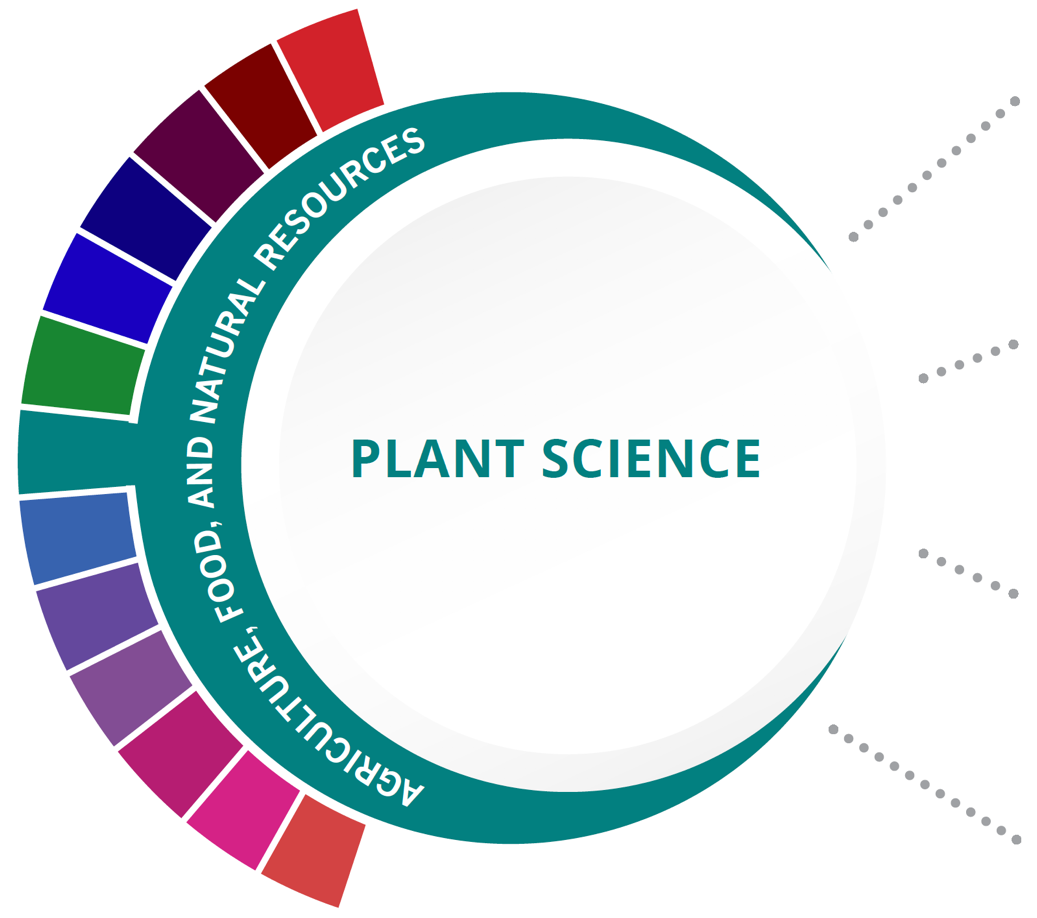 AGRICULTURE, FOOD, AND NATURAL RESOURCES
PLANT SCIENCE